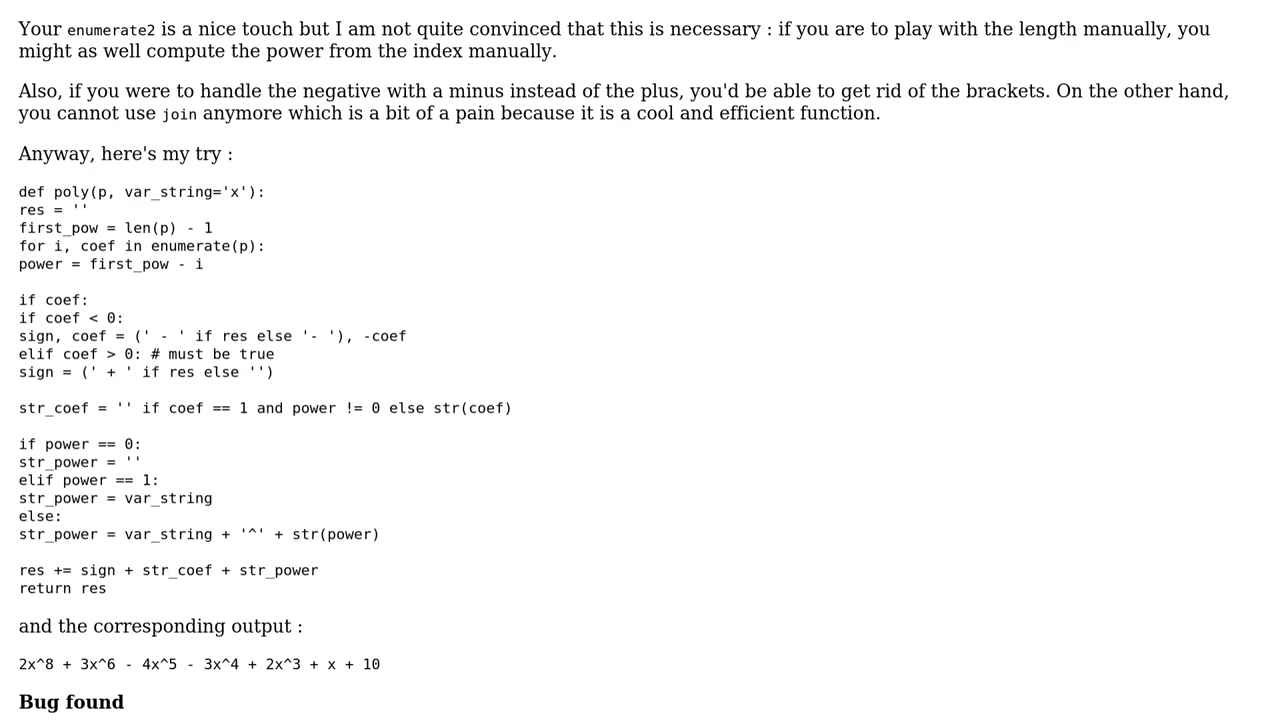 Your enumerate2 is a nice touch but I am not quite convinced that this is necessary : if you are to play with the length manually, you
might as well compute the power from the index manually.
Also, if you were to handle the negative with a minus instead of the plus, you'd be able to get rid of the brackets. On the other hand,
you cannot use join anymore which is a bit of a pain because it is a cool and efficient function.
Anyway, here's my try :
def poly(p, var_string='x'):
res = ''
first_pow = len(p) - 1
for i, coef in enumerate(p):
power = first_pow - i
if coef:
if coef < 0:
sign, coef = (' - ' if res else '- '), -coef
elif coef > 0: # must be true
sign = (' + ' if res else '')
str_coef = '' if coef == 1 and power != 0 else str(coef)
if power == 0:
str_power = ''
elif power == 1:
str_power = var_string
else:
str_power = var_string + '^' + str(power)
res += sign + str_coef + str_power
return res
and the corresponding output :
2x^8 + 3x^6 - 4x^5 - 3x^4 + 2x^3 + x + 10
Bug found